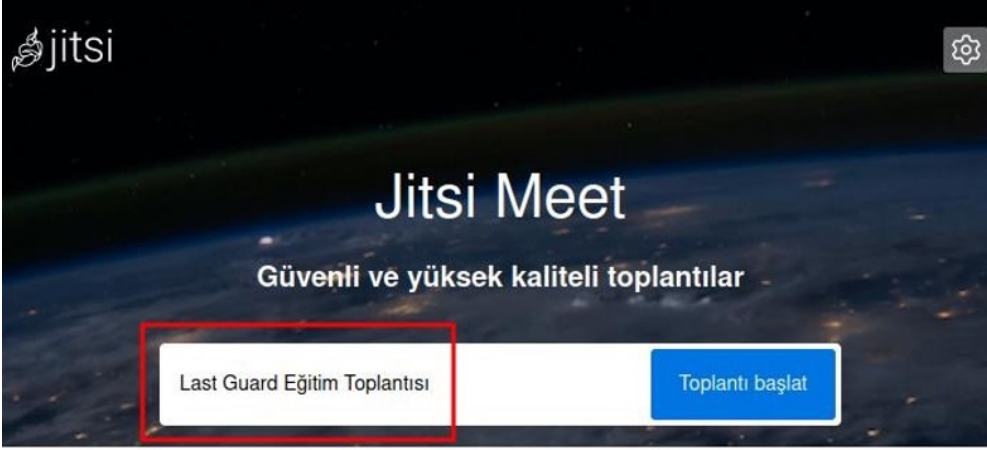 jitsi
Jitsi Meet
Güvenli ve yüksek kaliteli toplantılar
Last Guard Eğitim Toplantısı
Toplantı başlat